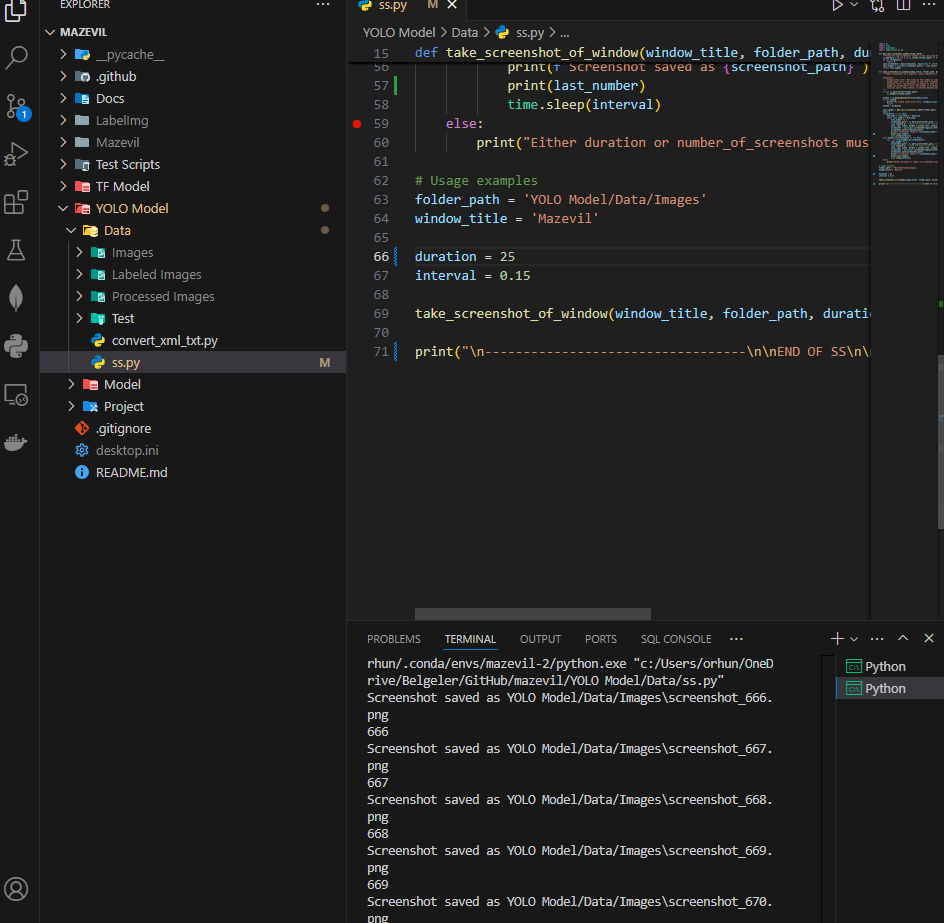 EXPLORER
MAZEVIL
__pycache__
.github
Docs
LabelImg
Mazevil
Test Scripts
TF Model
YOLO Model
Data
Images
Labeled Images
Processed Images
Test
convert_xml_txt.py
ss.py M
Model
Project
.gitignore
desktop.ini
README.md
1
ss.py M
YOLO Model > Data > ss.py > ...
15 def take_screenshot_of_window(window_title, folder_path, du
56 print(f"Screenshot saved as {screenshot_path}")
57 print(last_number)
58 time.sleep(interval)
59 else:
60 print("Either duration or number_of_screenshots mus
61
62 # Usage examples
63 folder_path = 'YOLO Model/Data/Images'
64 window_title = 'Mazevil'
65
66 duration = 25
67 interval = 0.15
68
69 take_screenshot_of_window(window_title, folder_path, duratio
70
71 print("\n----------------------------------\n\nEND OF SS\n\
PROBLEMS TERMINAL OUTPUT PORTS SQL CONSOLE ...
rhun/.conda/envs/mazevil-2/python.exe "c:/Users/orhun/OneD
rive/Belgeler/GitHub/mazevil/YOLO Model/Data/ss.py"
Screenshot saved as YOLO Model/Data/Images\screenshot_666.
png
666
Screenshot saved as YOLO Model/Data/Images\screenshot_667.
png
667
Screenshot saved as YOLO Model/Data/Images\screenshot_668.
png
668
Screenshot saved as YOLO Model/Data/Images\screenshot_669.
png
669
Screenshot saved as YOLO Model/Data/Images\screenshot_670.
png
Python
Python